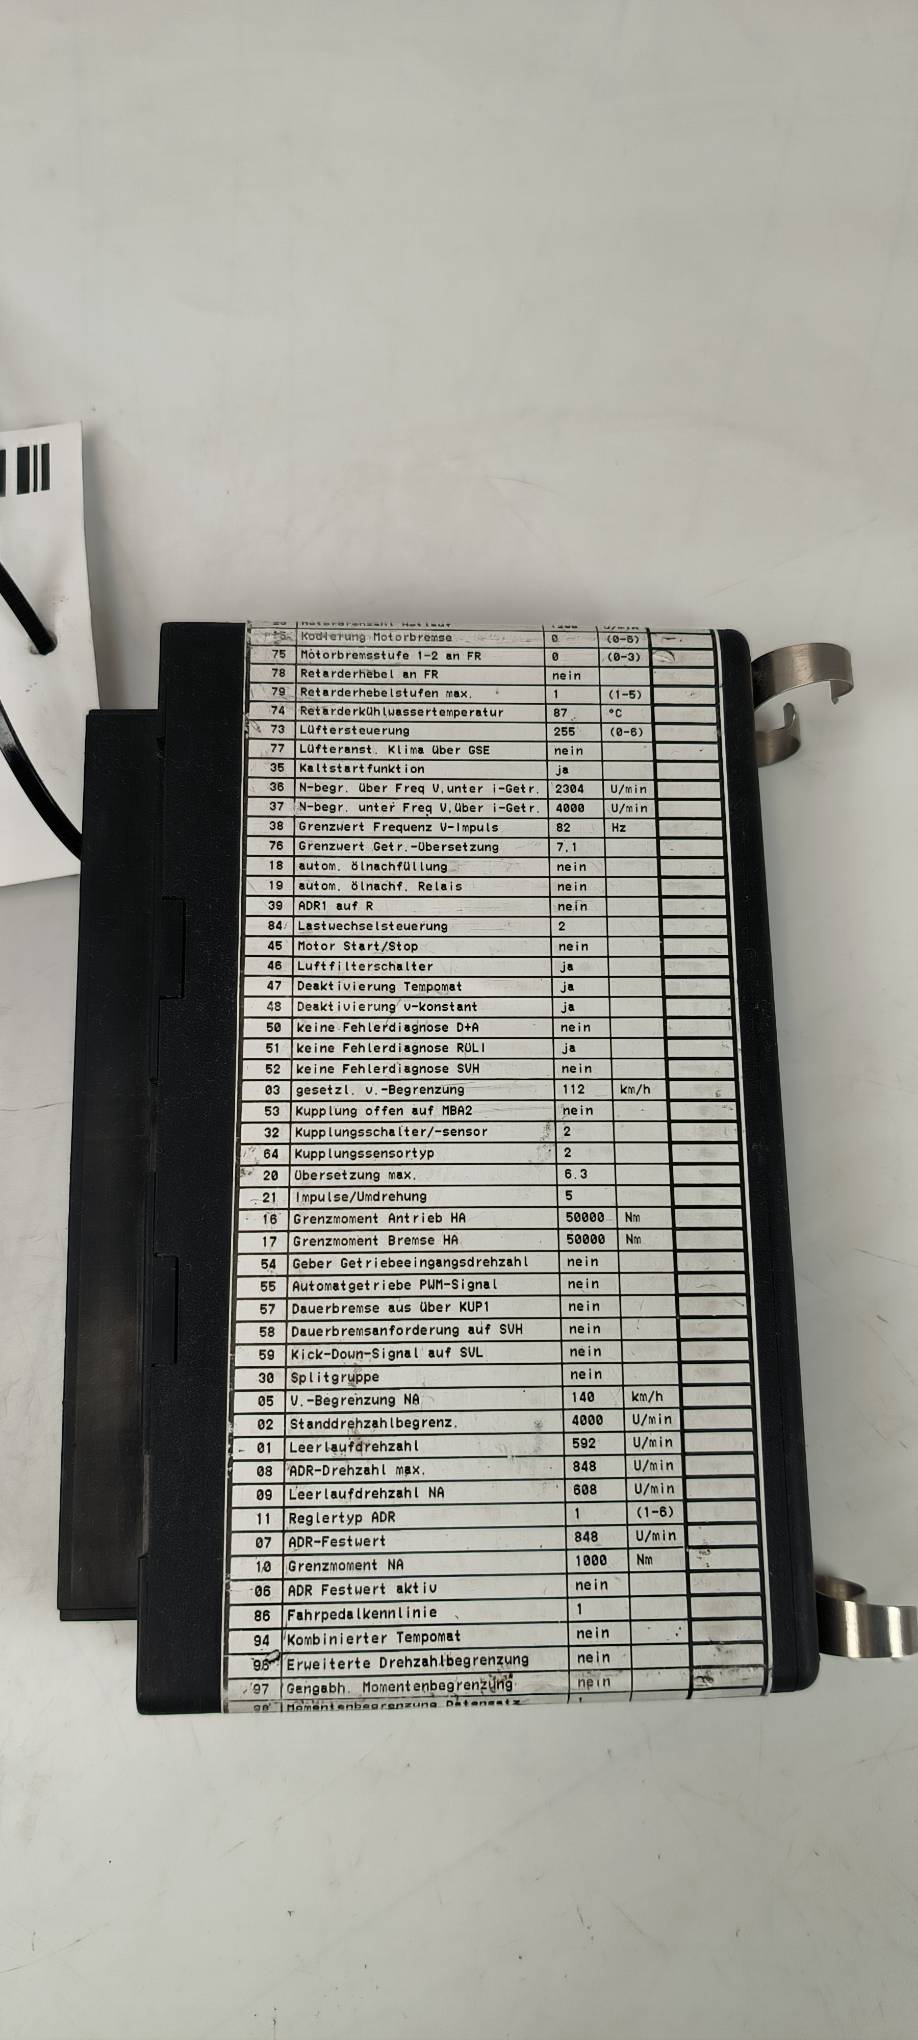 Kodierung Motorbremse 0 (0-6)
75 Motorbremsstufe 1-2 an FR 0 (0-3)
78 Retarderhebel an FR nein
79 Retarderhebelstufen max. 1 (1-5)
74 Retarderkühlwassertemperatur 87 °C
73 Lüftersteuerung 255 (0-6)
77 Lüfteranst. Klima über GSE nein
35 Kaltstartfunktion ja
36 N-begr. über Freq V,unter i-Getr. 2304 U/min
37 N-begr. unter Freq V,über i-Getr. 4000 U/min
38 Grenzwert Frequenz V-Impuls 82 Hz
76 Grenzwert Getr.-Übersetzung 7.1
18 autom. ölnachfüllung nein
19 autom. ölnachf. Relais nein
39 ADR1 auf R nein
84 Lastwechselsteuerung 2
45 Motor Start/Stop nein
46 Luftfilterschalter ja
47 Deaktivierung Tempomat ja
48 Deaktivierung v-konstant ja
50 keine Fehlerdiagnose D+A nein
51 keine Fehlerdiagnose RÜLI ja
52 keine Fehlerdiagnose SVH nein
03 gesetzl. v.-Begrenzung 112 km/h
53 Kupplung offen auf MBA2 nein
32 Kupplungsschalter/-sensor 2
64 Kupplungssensortyp 2
20 Übersetzung max. 6.3
21 Impulse/Umdrehung 5
16 Grenzmoment Antrieb HA 50000 Nm
17 Grenzmoment Bremse HA 50000 Nm
54 Geber Getriebeeingangsdrehzahl nein
55 Automatgetriebe PWM-Signal nein
57 Dauerbremse aus über KUP1 nein
58 Dauerbremsanforderung auf SVH nein
59 Kick-Down-Signal auf SVL nein
30 Splitgruppe nein
05 V.-Begrenzung NA 140 km/h
02 Standdrehzahlbegrenz. 4000 U/min
01 Leerlaufdrehzahl 592 U/min
08 ADR-Drehzahl max. 848 U/min
09 Leerlaufdrehzahl NA 608 U/min
11 Reglertyp ADR 1 (1-6)
07 ADR-Festwert 848 U/min
10 Grenzmoment NA 1000 Nm
06 ADR Festwert aktiv nein
86 Fahrpedalkennlinie 1
94 Kombinierter Tempomat nein
Erweiterte Drehzahlbegrenzung nein
97 Gangabh. Momentenbegrenzung nein
Momentenbegrenzung Datensatz